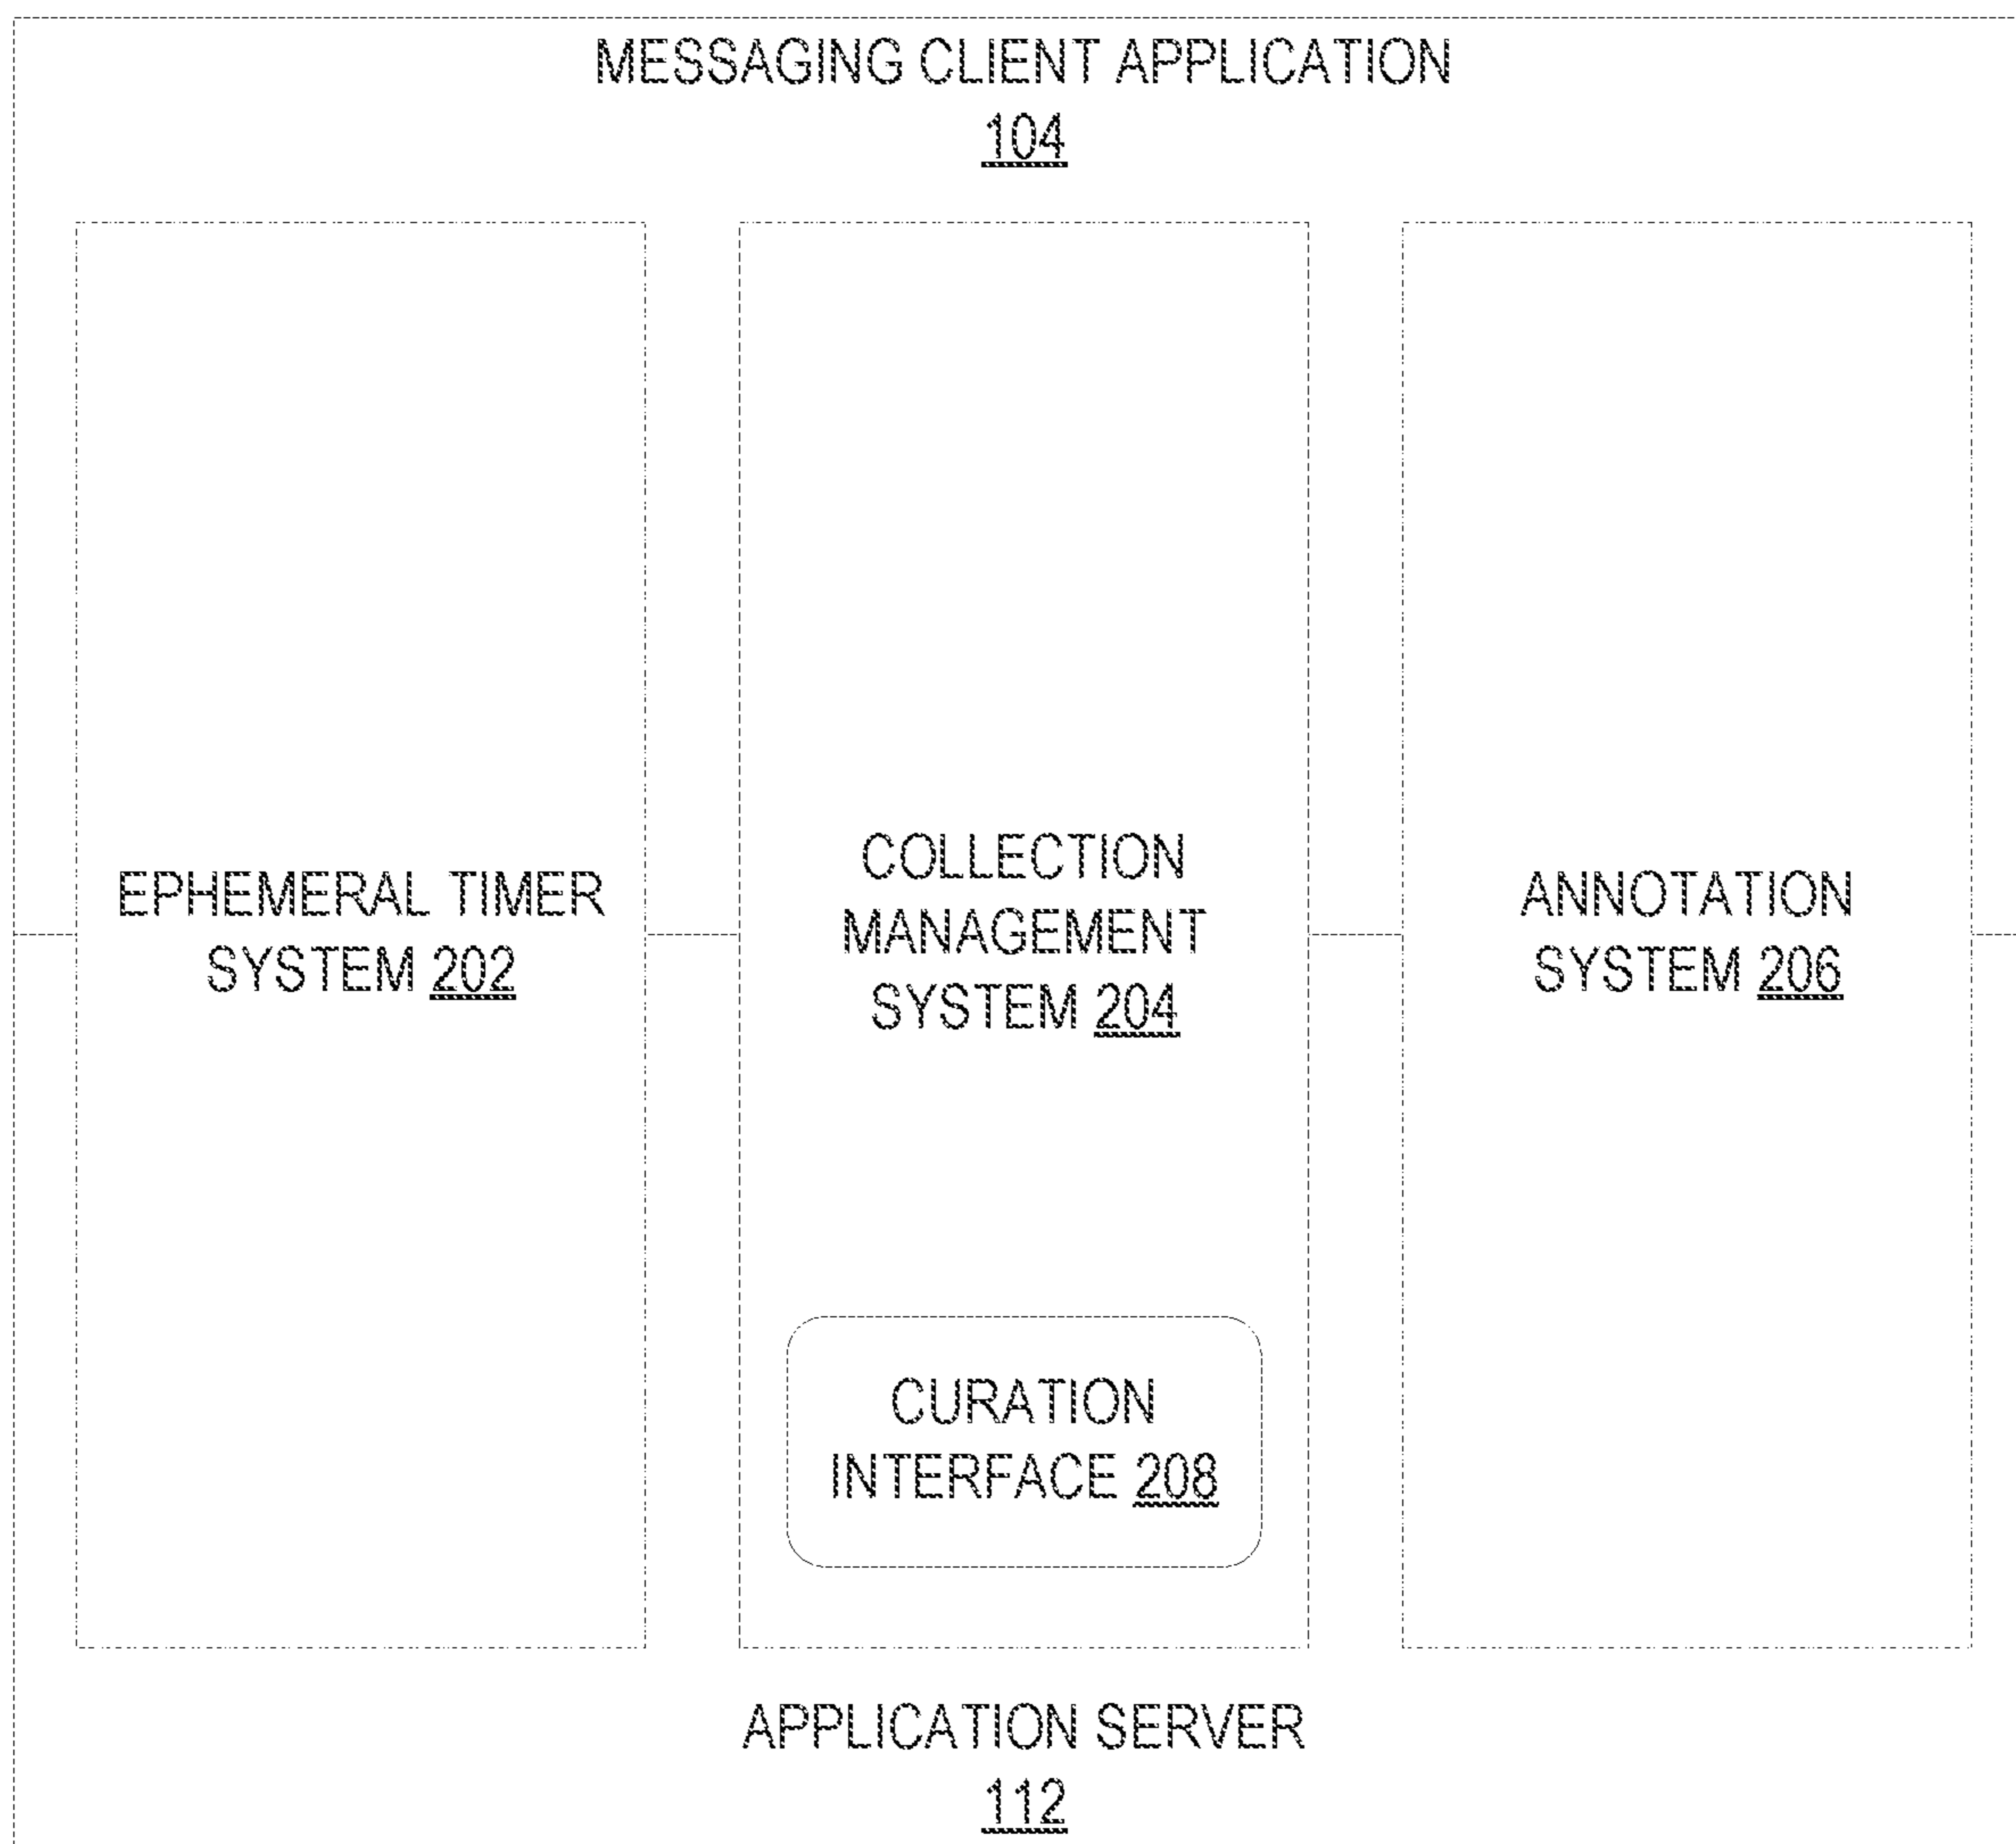 MESSAGING CLIENT APPLICATION
104
EPHEMERAL TIMER
SYSTEM 202
COLLECTION
MANAGEMENT
SYSTEM 204
ANNOTATION
SYSTEM 206
CURATION
INTERFACE 208
APPLICATION SERVER
112